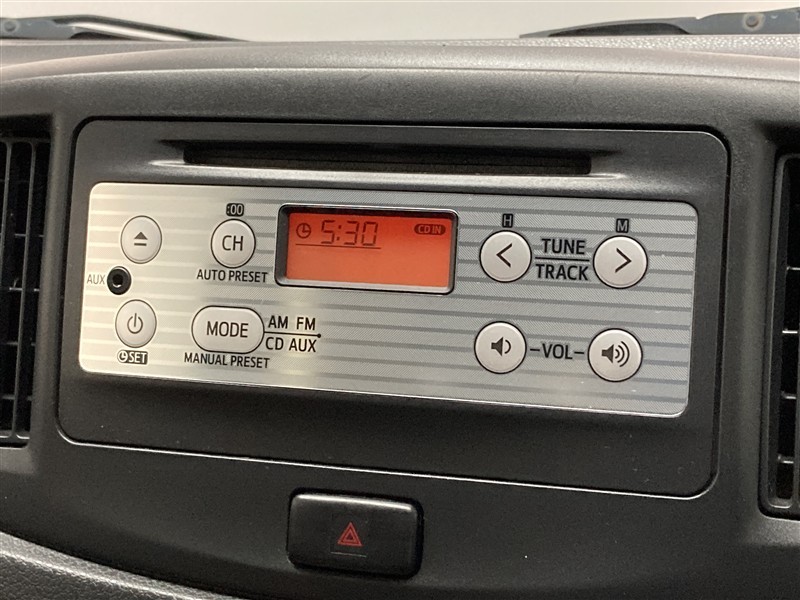 :00
H
M
5:30
CD IN
CH
TUNE
TRACK
AUTO PRESET
AUX
MODE
AM FM
CD AUX
-VOL-
SET
MANUAL PRESET